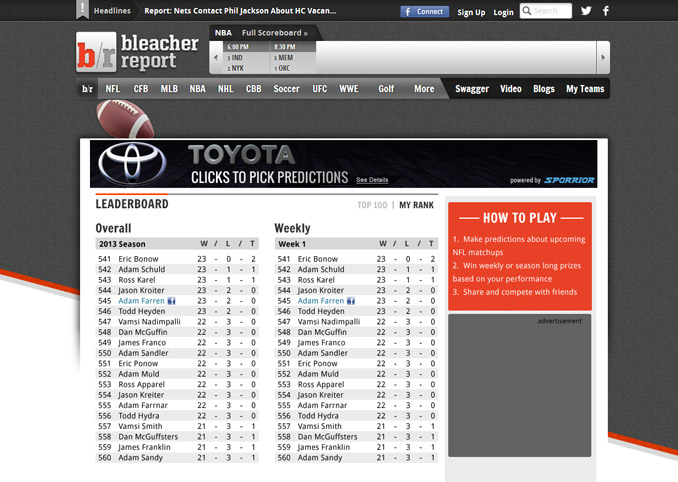 Headlines Report: Nets Contact Phil Jackson About HC Vacan... Connect Sign Up Login Search
b/r bleacher report
NBA Full Scoreboard »
6:00 PM 8:30 PM
3 IND 5 MEM
2 NYK 1 OKC
b/r NFL CFB MLB NBA NHL CBB Soccer UFC WWE Golf More Swagger Video Blogs My Teams
TOYOTA
CLICKS TO PICK PREDICTIONS See Details powered by SPORRIOR
LEADERBOARD TOP 100 | MY RANK
Overall
2013 Season W / L / T
541 Eric Bonow 23 - 0 - 2
542 Adam Schuld 23 - 1 - 1
543 Ross Karel 23 - 1 - 1
544 Jason Kroiter 23 - 2 - 0
545 Adam Farren 23 - 2 - 0
546 Todd Heyden 23 - 2 - 0
547 Vamsi Nadimpalli 22 - 3 - 0
548 Dan McGuffin 22 - 3 - 0
549 James Franco 22 - 3 - 0
550 Adam Sandler 22 - 3 - 0
551 Eric Ponow 22 - 3 - 0
552 Adam Muld 22 - 3 - 0
553 Ross Apparel 22 - 3 - 0
554 Jason Kreiter 22 - 3 - 0
555 Adam Farrnar 22 - 3 - 0
556 Todd Hydra 22 - 3 - 0
557 Vamsi Smith 21 - 3 - 1
558 Dan McGuffsters 21 - 3 - 1
559 James Franklin 21 - 3 - 1
560 Adam Sandy 21 - 3 - 1
Weekly
Week 1 W / L / T
541 Eric Bonow 23 - 0 - 2
542 Adam Schuld 23 - 1 - 1
543 Ross Karel 23 - 1 - 1
544 Jason Kroiter 23 - 2 - 0
545 Adam Farren 23 - 2 - 0
546 Todd Heyden 23 - 2 - 0
547 Vamsi Nadimpalli 22 - 3 - 0
548 Dan McGuffin 22 - 3 - 0
549 James Franco 22 - 3 - 0
550 Adam Sandler 22 - 3 - 0
551 Eric Ponow 22 - 3 - 0
552 Adam Muld 22 - 3 - 0
553 Ross Apparel 22 - 3 - 0
554 Jason Kreiter 22 - 3 - 0
555 Adam Farrnar 22 - 3 - 0
556 Todd Hydra 22 - 3 - 0
557 Vamsi Smith 21 - 3 - 1
558 Dan McGuffsters 21 - 3 - 1
559 James Franklin 21 - 3 - 1
560 Adam Sandy 21 - 3 - 1
HOW TO PLAY
1. Make predictions about upcoming
NFL matchups
2. Win weekly or season long prizes
based on your performance
3. Share and compete with friends
advertisement